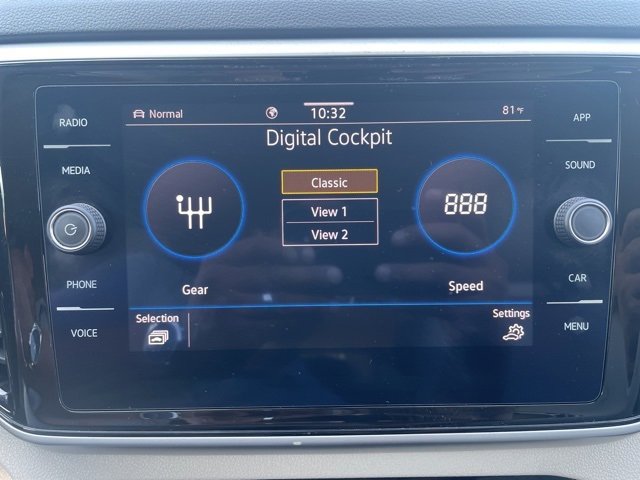 RADIO
MEDIA
PHONE
VOICE
Normal
10:32
81°F
Digital Cockpit
Classic
View 1
View 2
888
Gear
Speed
Selection
Settings
APP
SOUND
CAR
MENU